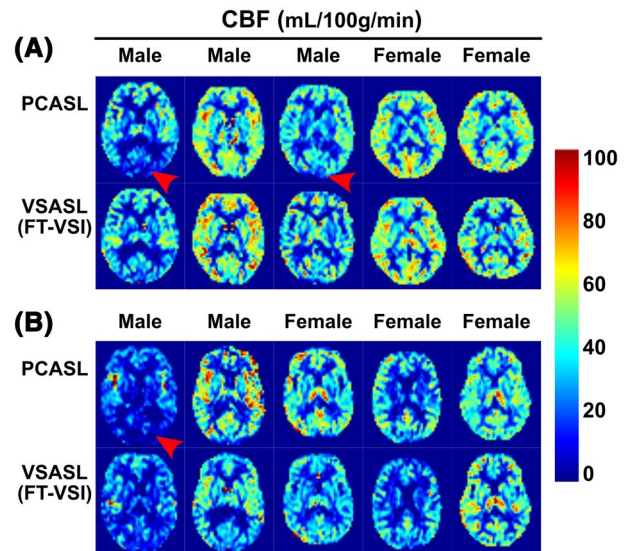 CBF (mL/100g/min)
(A)
Male Male Male Female Female
PCASL
VSASL
(FT-VSI)
100
80
60
40
20
0
(B)
Male Male Female Female Female
PCASL
VSASL
(FT-VSI)